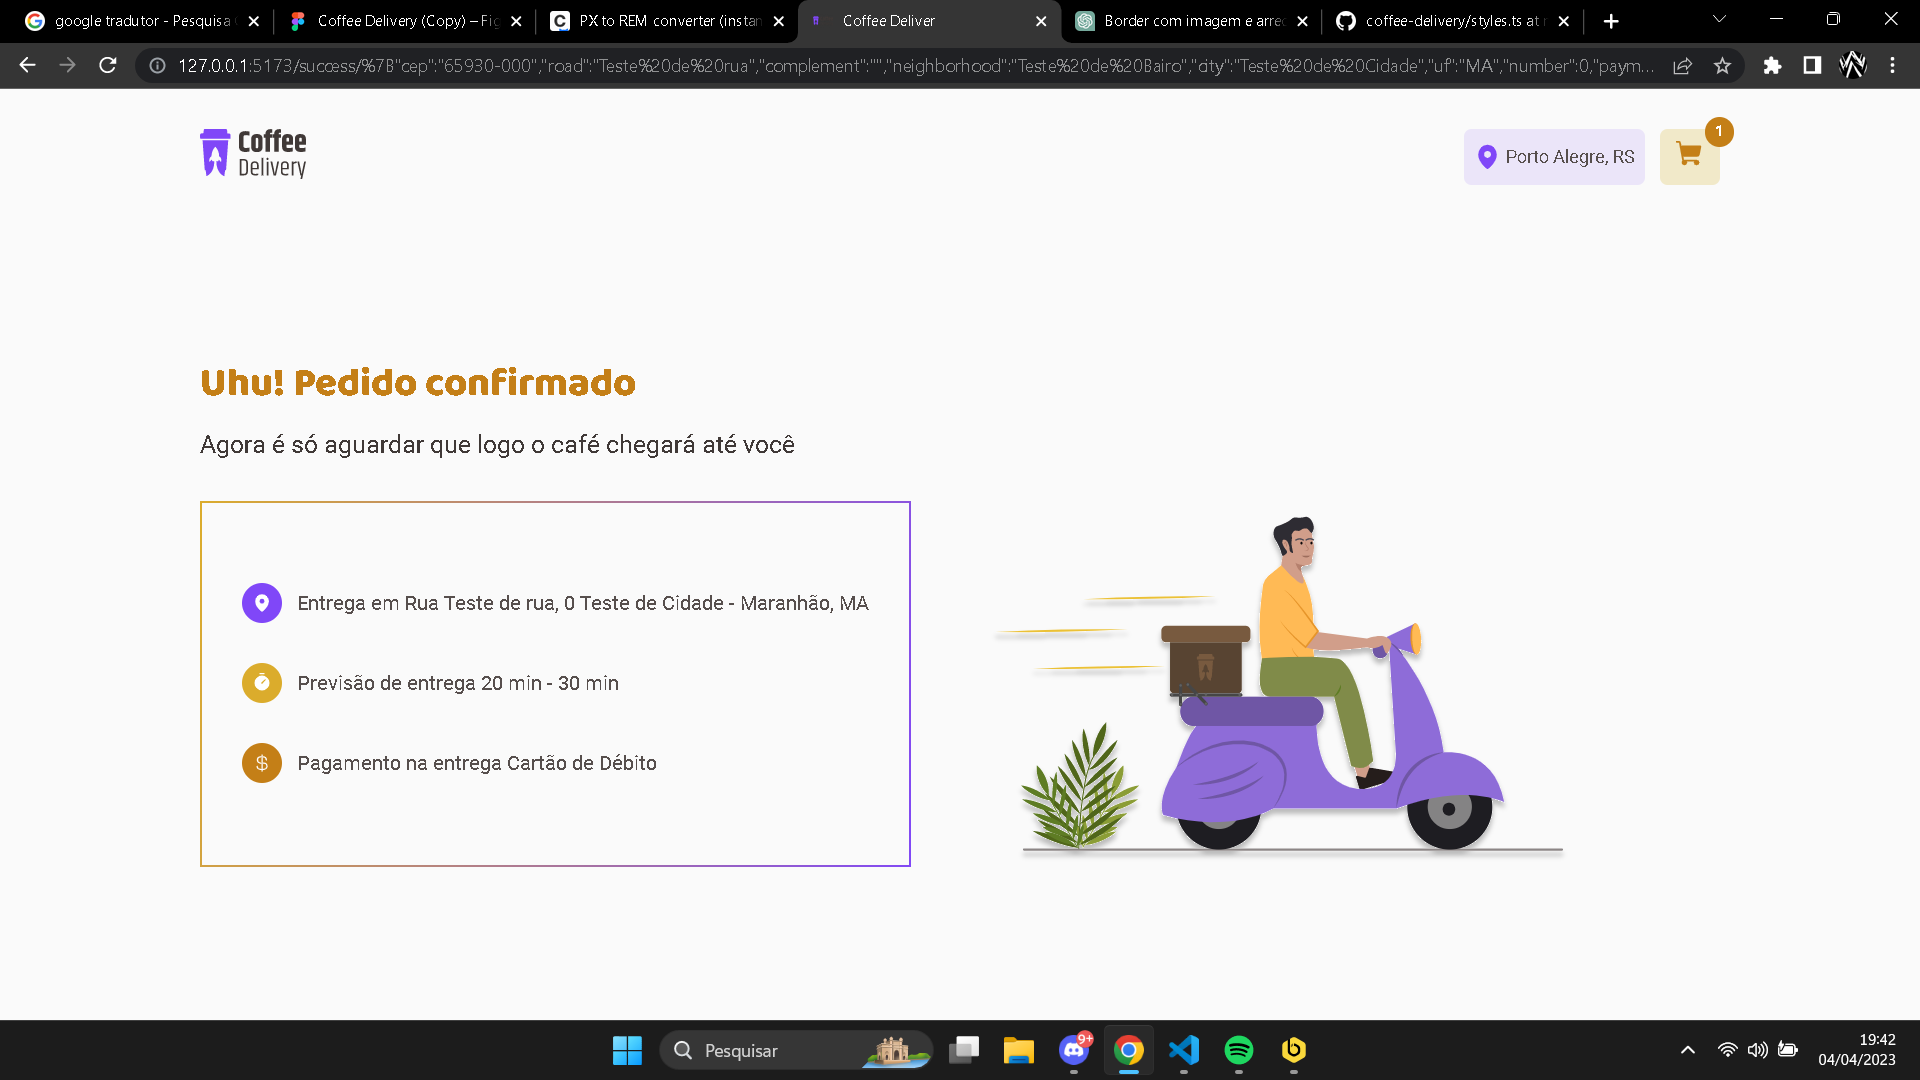 google tradutor - Pesquisa
Coffee Delivery (Copy) – Fig
PX to REM converter (instan
Coffee Deliver
Border com imagem e arre
coffee-delivery/styles.ts at
127.0.0.1:5173/success/%7B"cep":"65930-000","road":"Teste%20de%20rua","complement":"","neighborhood":"Teste%20de%20Bairo","city":"Teste%20de%20Cidade","uf":"MA","number":0,"paym...
Coffee
Delivery
Porto Alegre, RS
1
Uhu! Pedido confirmado
Agora é só aguardar que logo o café chegará até você
Entrega em Rua Teste de rua, 0 Teste de Cidade - Maranhão, MA
Previsão de entrega 20 min - 30 min
$
Pagamento na entrega Cartão de Débito
Pesquisar
9+
19:42
04/04/2023